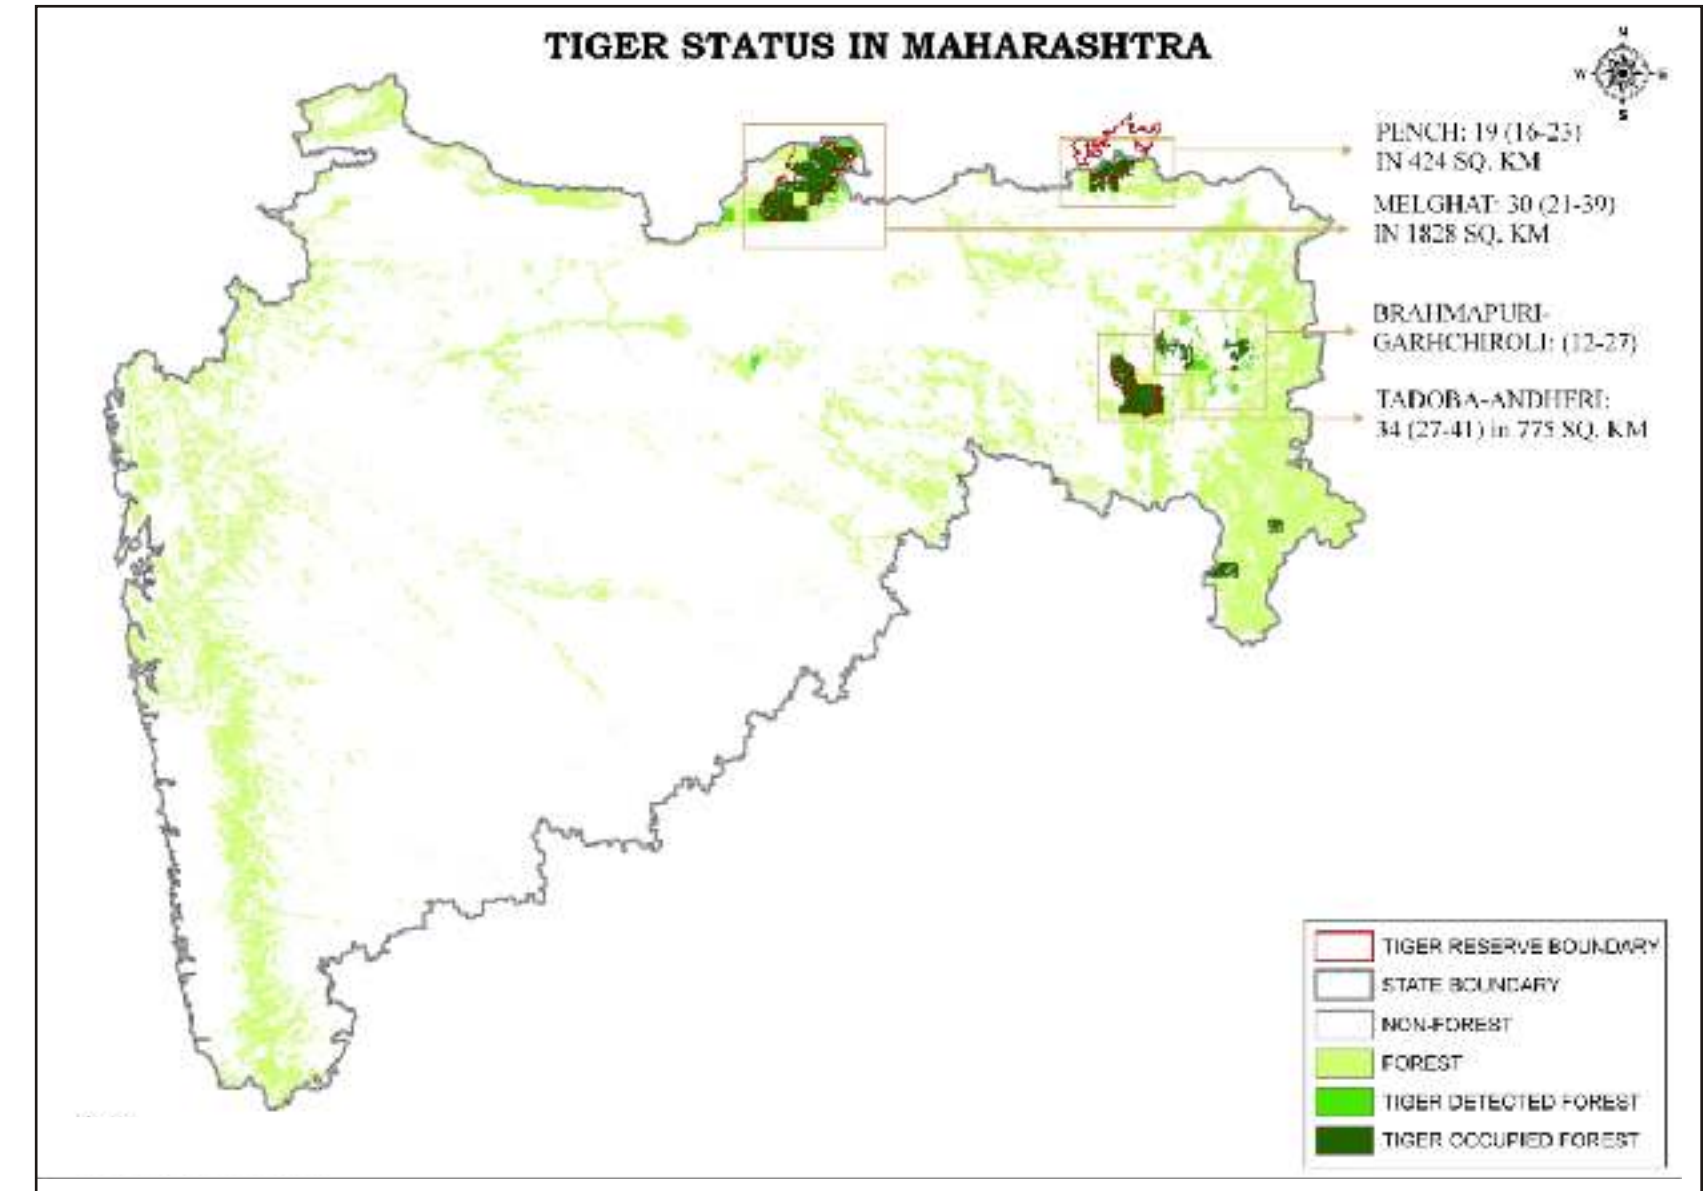 TIGER STATUS IN MAHARASHTRA
N
W
E
S
PENCH: 19 (16-23)
IN 424 SQ. KM
MELGHAT: 30 (21-39)
IN 1828 SQ. KM
BRAHMAPURI-
GARHCHIROLI: (12-27)
TADOBA-ANDHERI:
34 (27-41) in 775 SQ. KM
TIGER RESERVE BOUNDARY
STATE BOUNDARY
NON-FOREST
FOREST
TIGER DETECTED FOREST
TIGER OCCUPIED FOREST